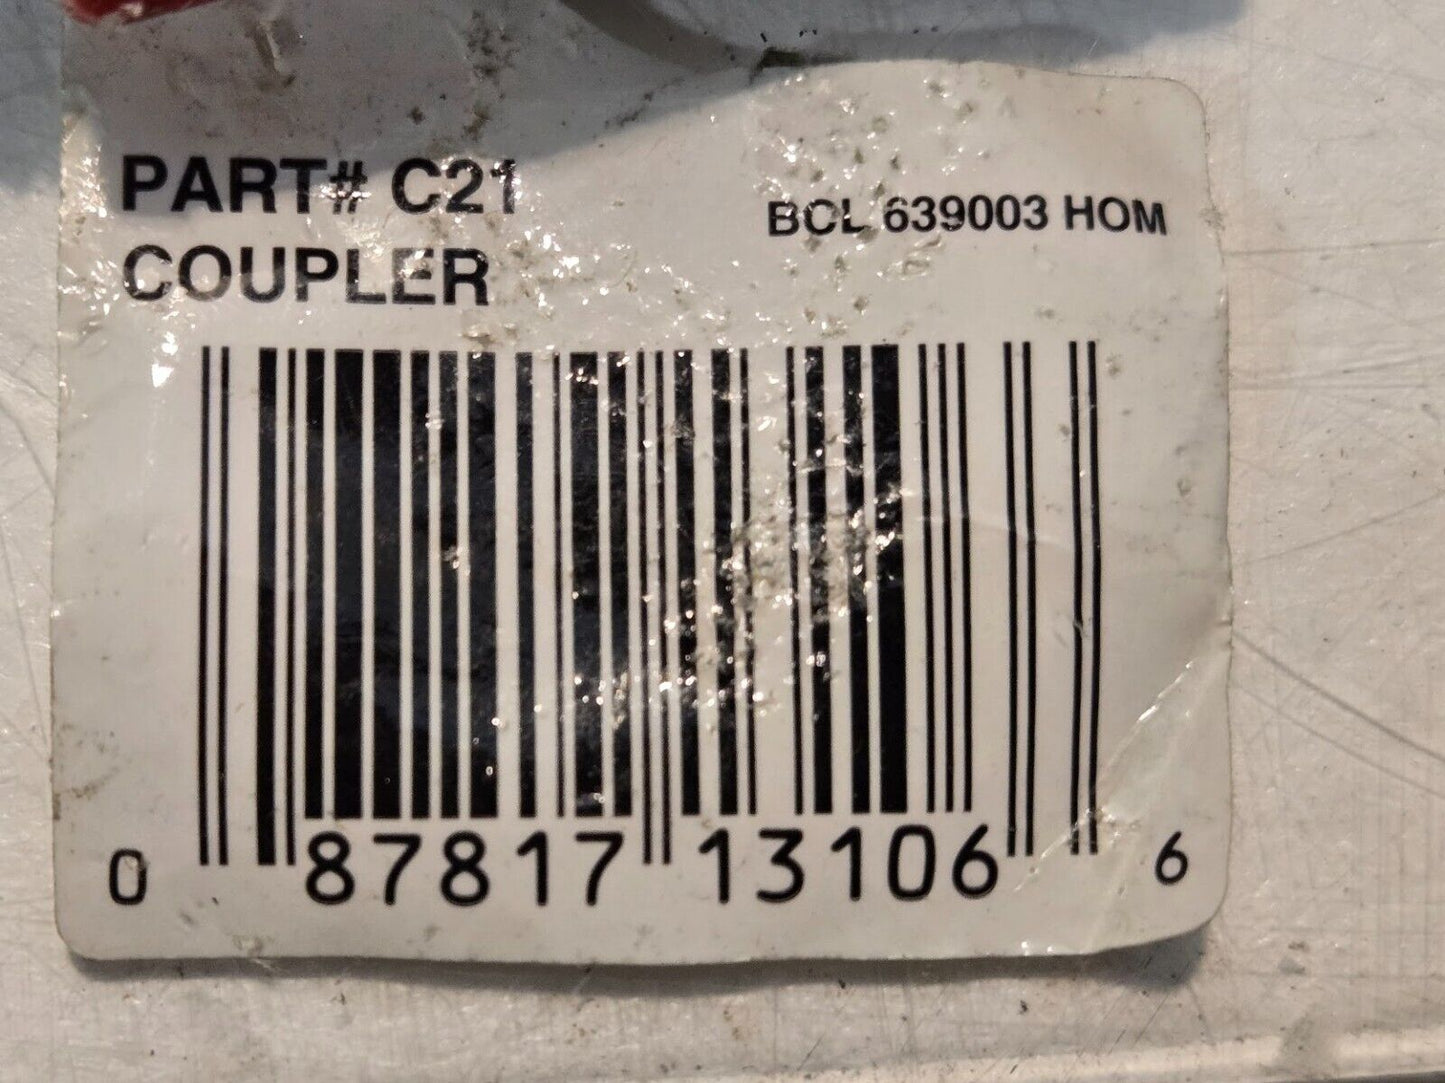 PART# C21
COUPLER
BCL 639003 HOM
0 87817 13106 6